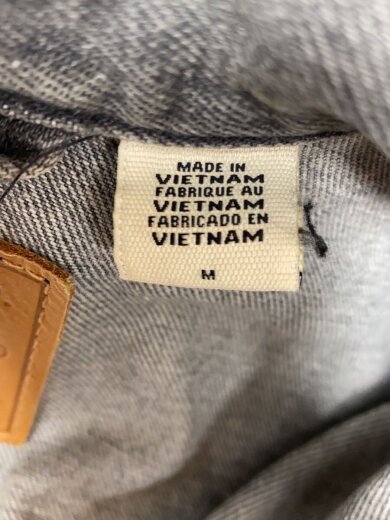 MADE IN
VIETNAM
FABRIQUE AU
VIETNAM
FABRICADO EN
VIETNAM
M